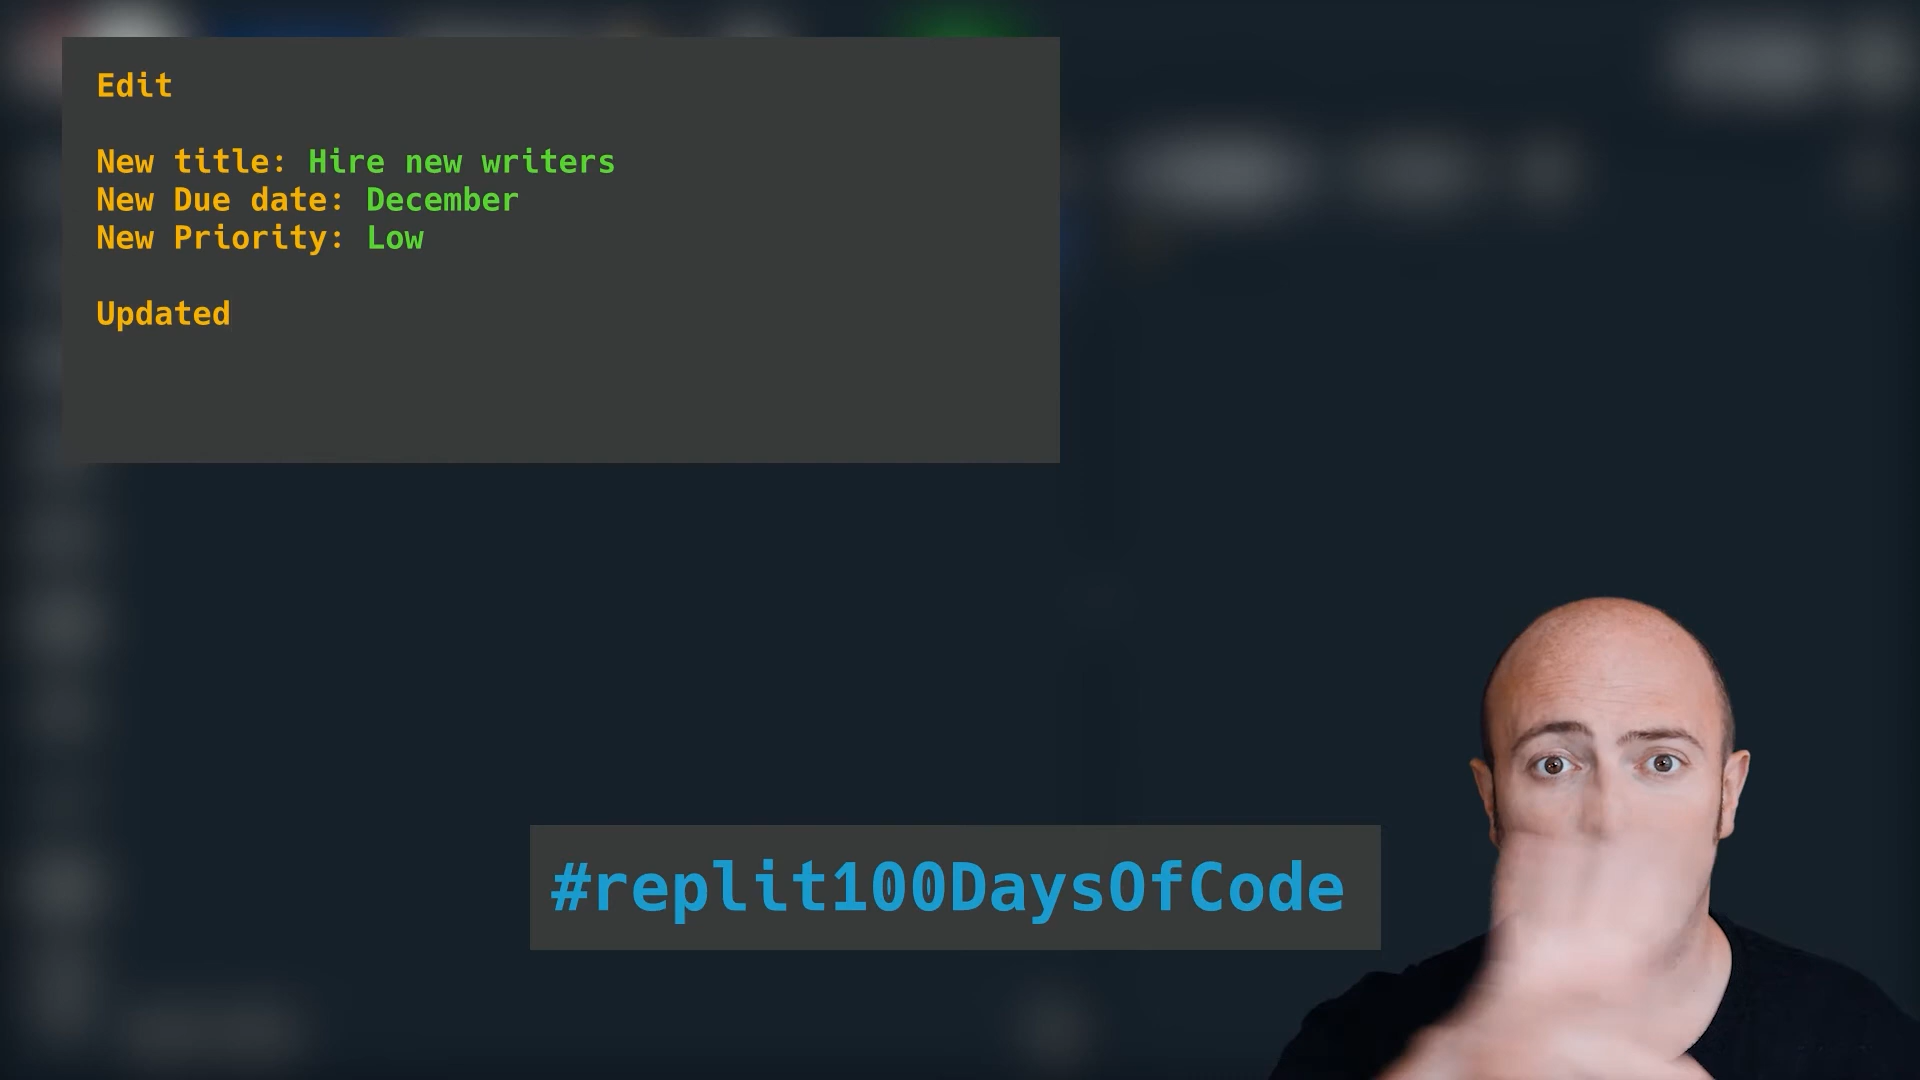 Edit
New title: Hire new writers
New Due date: December
New Priority: Low
Updated
#replit100DaysOfCode